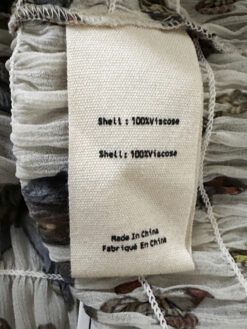 Shell : 100%Viscose
Shell: 100%Viscose
Made In China
Fabriqué En China